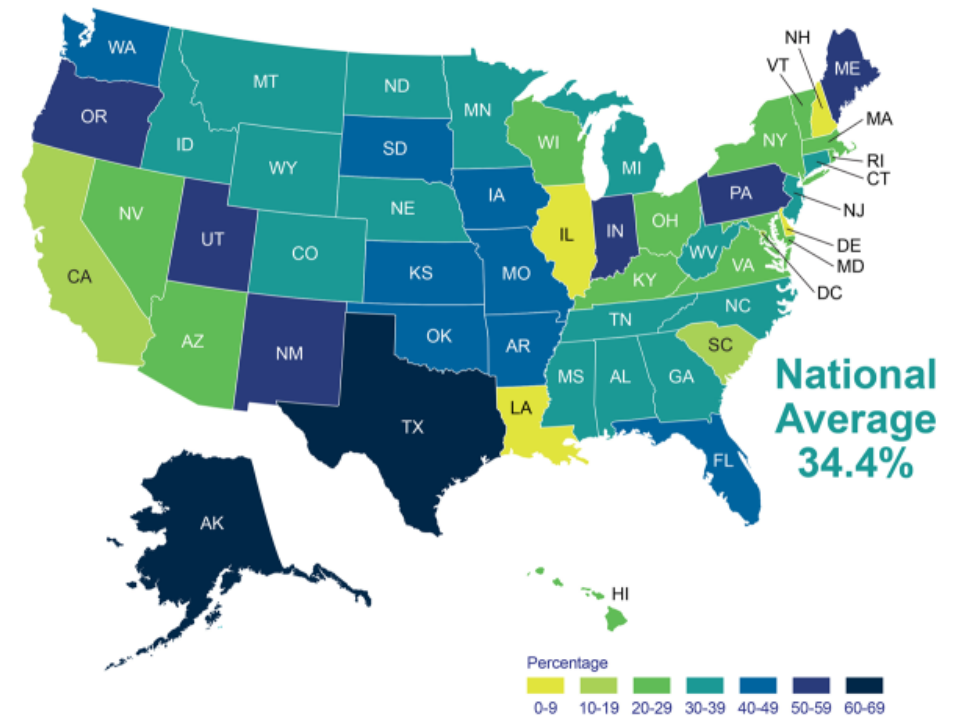 WA
NH
VT
ME
MT
ND
MN
OR
MA
ID
WI
NY
SD
RI
WY
MI
CT
IA
PA
NE
NJ
NV
OH
UT
IL
IN
DE
CO
WV
MD
CA
KS
MO
VA
KY
DC
NC
OK
TN
AZ
AR
SC
NM
MS
AL
GA
National
LA
Average
TX
FL
34.4%
AK
HI
Percentage
0-9 10-19 20-29 30-39 40-49 50-59 60-69